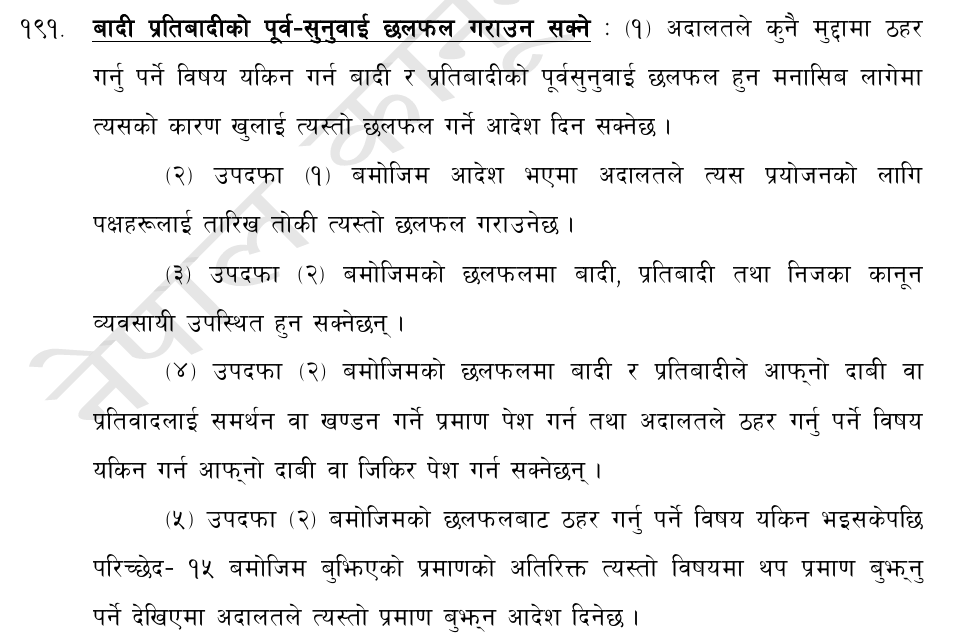 १९१. बादी प्रतिबादीको पूर्व-सुनुवाई छलफल गराउन सक्ने : (१) अदालतले कुनै मुद्दामा ठहर
गर्नु पर्ने विषय यकिन गर्न बादी र प्रतिबादीको पूर्वसुनुवाई छलफल हुन मनासिब लागेमा
त्यसको कारण खुलाई त्यस्तो छलफल गर्ने आदेश दिन सक्नेछ ।
(२) उपदफा (१) बमोजिम आदेश भएमा अदालतले त्यस प्रयोजनको लागि
पक्षहरूलाई तारिख तोकी त्यस्तो छलफल गराउनेछ ।
(३) उपदफा (२) बमोजिमको छलफलमा बादी, प्रतिबादी तथा निजका कानून
व्यवसायी उपस्थित हुन सक्नेछन् ।
(४) उपदफा (२) बमोजिमको छलफलमा बादी र प्रतिबादीले आफ्‌नो दाबी वा
प्रतिवादलाई समर्थन वा खण्डन गर्ने प्रमाण पेश गर्न तथा अदालतले ठहर गर्नु पर्ने विषय
यकिन गर्न आफ्‌नो दाबी वा जिकिर पेश गर्न सक्नेछन् ।
(५) उपदफा (२) बमोजिमको छलफलबाट ठहर गर्नु पर्ने विषय यकिन भइसकेपछि
परिच्छेद- १५ बमोजिम बुझिएको प्रमाणको अतिरिक्त त्यस्तो विषयमा थप प्रमाण बुझ्‌नु
पर्ने देखिएमा अदालतले त्यस्तो प्रमाण बुझ्‌न आदेश दिनेछ ।
नेपाल कानून